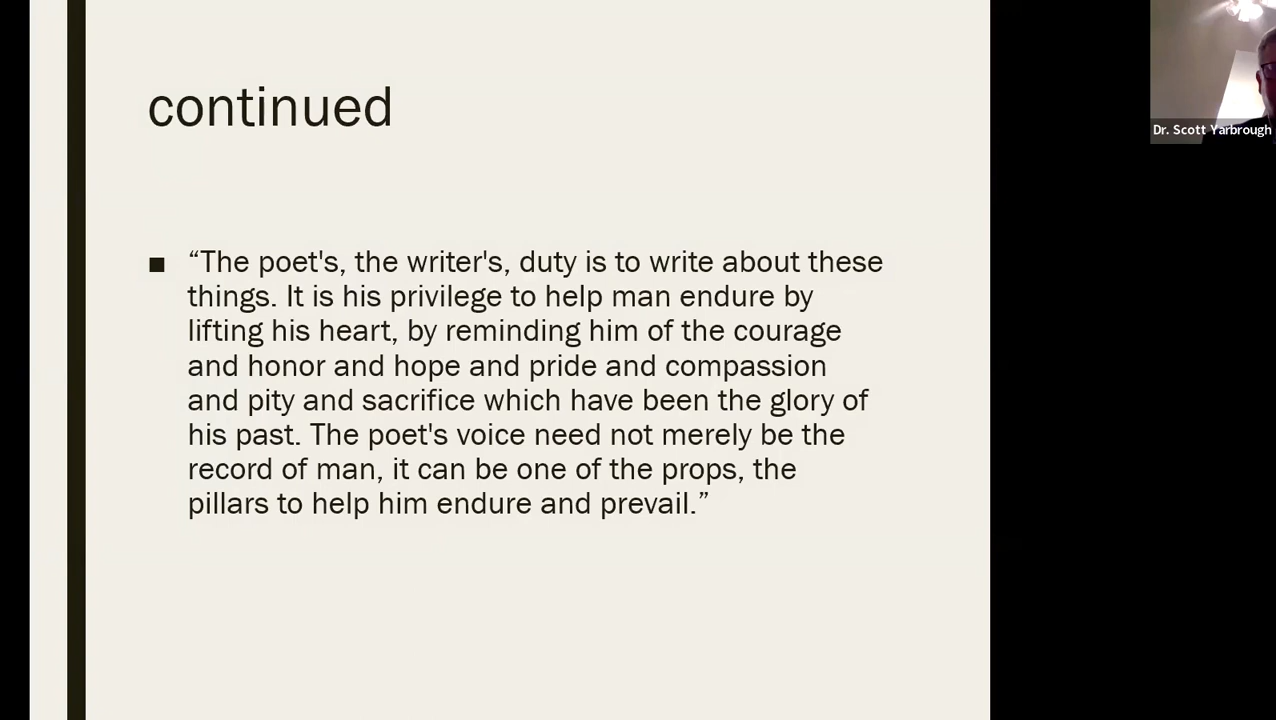 continued
Dr. Scott Yarbrough
■ “The poet's, the writer's, duty is to write about these
things. It is his privilege to help man endure by
lifting his heart, by reminding him of the courage
and honor and hope and pride and compassion
and pity and sacrifice which have been the glory of
his past. The poet's voice need not merely be the
record of man, it can be one of the props, the
pillars to help him endure and prevail.”